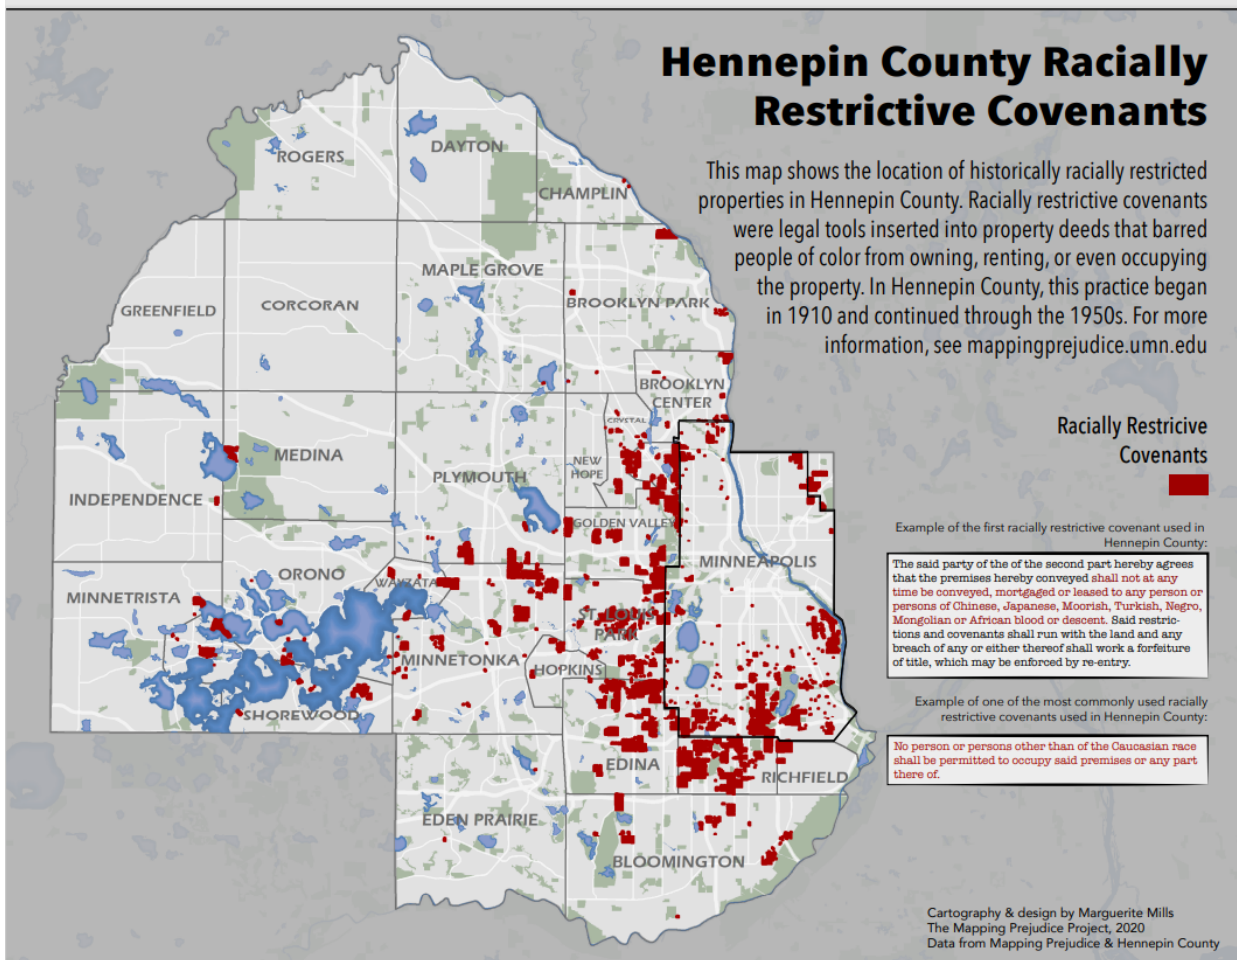 Hennepin County Racially
Restrictive Covenants
This map shows the location of historically racially restricted
properties in Hennepin County. Racially restrictive covenants
were legal tools inserted into property deeds that barred
people of color from owning, renting, or even occupying
the property. In Hennepin County, this practice began
in 1910 and continued through the 1950s. For more
information, see mappingprejudice.umn.edu
ROGERS
DAYTON
CHAMPLIN
MAPLE GROVE
GREENFIELD
CORCORAN
BROOKLYN PARK
BROOKLYN
CENTER
CRYSTAL
MEDINA
NEW
HOPE
PLYMOUTH
INDEPENDENCE
GOLDEN VALLEY
MINNEAPOLIS
ORONO
WAYZATA
MINNETRISTA
ST. LOUIS
PARK
MINNETONKA
HOPKINS
SHOREWOOD
EDINA
RICHFIELD
EDEN PRAIRIE
BLOOMINGTON
Racially Restricive
Covenants
Example of the first racially restrictive covenant used in
Hennepin County:
The said party of the of the second part hereby agrees
that the premises hereby conveyed shall not at any
time be conveyed, mortgaged or leased to any person or
persons of Chinese, Japanese, Moorish, Turkish, Negro,
Mongolian or African blood or descent. Said restric-
tions and covenants shall run with the land and any
breach of any or either thereof shall work a forfeiture
of title, which may be enforced by re-entry.
Example of one of the most commonly used racially
restrictive covenants used in Hennepin County:
No person or persons other than of the Caucasian race
shall be permitted to occupy said premises or any part
there of.
Cartography & design by Marguerite Mills
The Mapping Prejudice Project, 2020
Data from Mapping Prejudice & Hennepin County